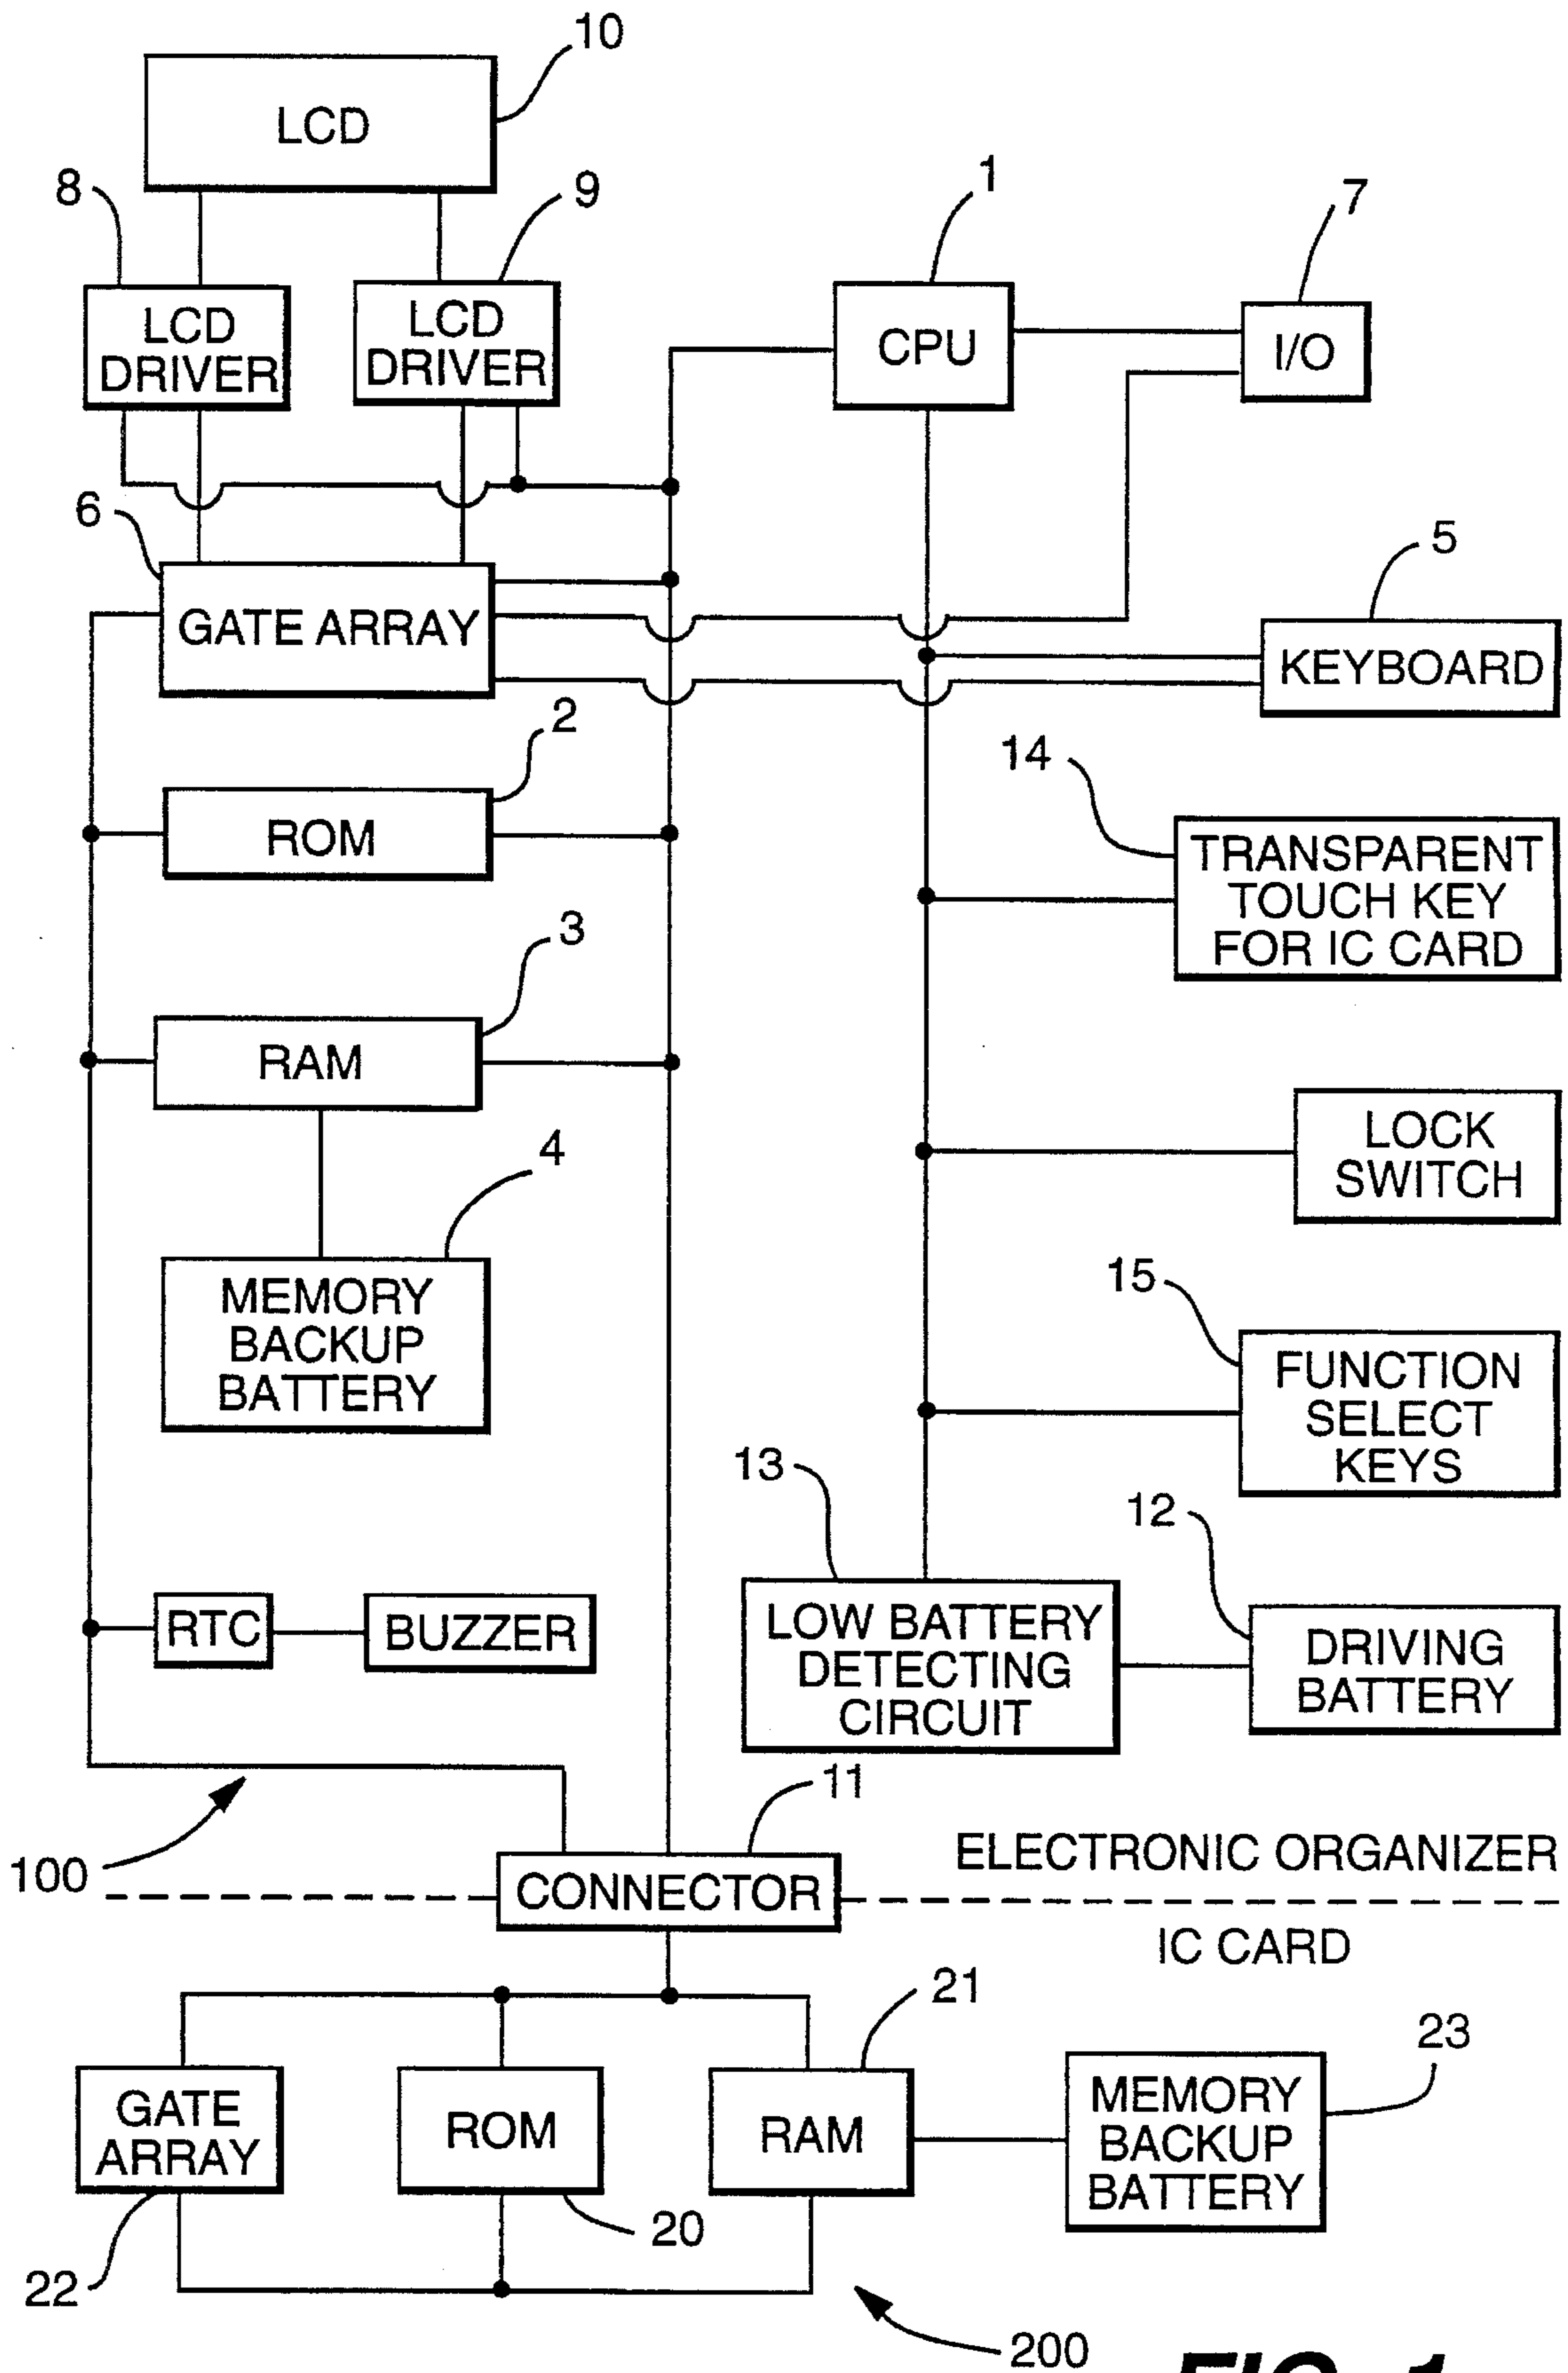 10
LCD
8
9
1
7
LCD
DRIVER
LCD
DRIVER
CPU
I/O
6
5
GATE ARRAY
KEYBOARD
2
14
ROM
TRANSPARENT
TOUCH KEY
FOR IC CARD
3
RAM
LOCK
SWITCH
4
15
MEMORY
BACKUP
BATTERY
FUNCTION
SELECT
KEYS
13
12
RTC
BUZZER
LOW BATTERY
DETECTING
CIRCUIT
DRIVING
BATTERY
11
100
ELECTRONIC ORGANIZER
CONNECTOR
IC CARD
21
23
GATE
ARRAY
ROM
RAM
MEMORY
BACKUP
BATTERY
22
20
200
FIG. 1